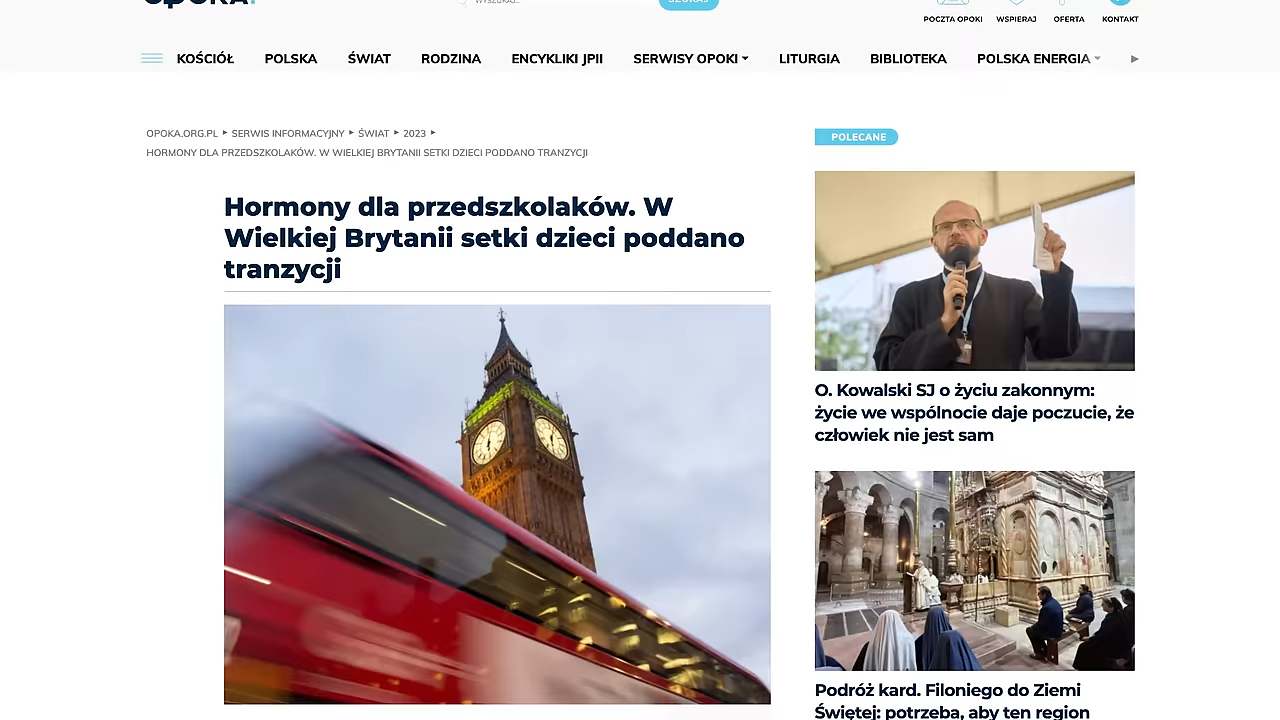 POCZTA OPOKI
WSPIERAJ
OFERTA
KONTAKT
KOŚCIÓŁ
POLSKA
ŚWIAT
RODZINA
ENCYKLIKI JPII
SERWISY OPOKI
LITURGIA
BIBLIOTEKA
POLSKA ENERGIA
OPOKA.ORG.PL ▸ SERWIS INFORMACYJNY ▸ ŚWIAT ▸ 2023 ▸
HORMONY DLA PRZEDSZKOLAKÓW. W WIELKIEJ BRYTANII SETKI DZIECI PODDANO TRANZYCJI
Hormony dla przedszkolaków. W
Wielkiej Brytanii setki dzieci poddano
tranzycji
POLECANE
O. Kowalski SJ o życiu zakonnym:
życie we wspólnocie daje poczucie, że
człowiek nie jest sam
Podróż kard. Filoniego do Ziemi
Świętej: potrzeba, aby ten region